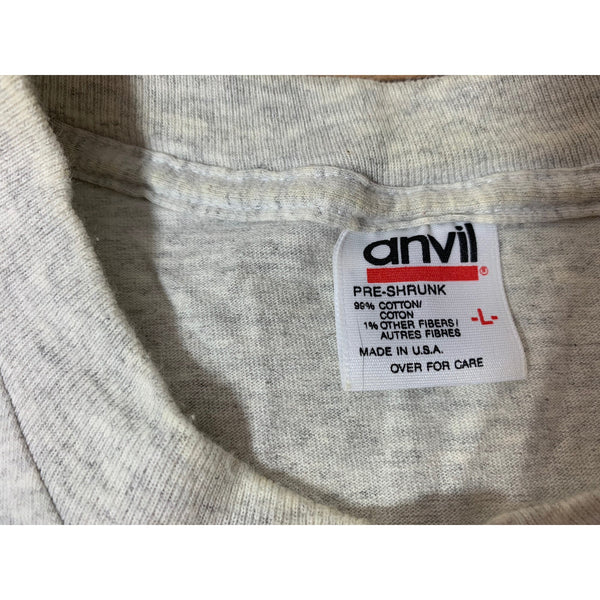 anvil®
PRE-SHRUNK
99% COTTON/
COTON
1% OTHER FIBERS/
AUTRES FIBRES
-L-
MADE IN U.S.A.
OVER FOR CARE